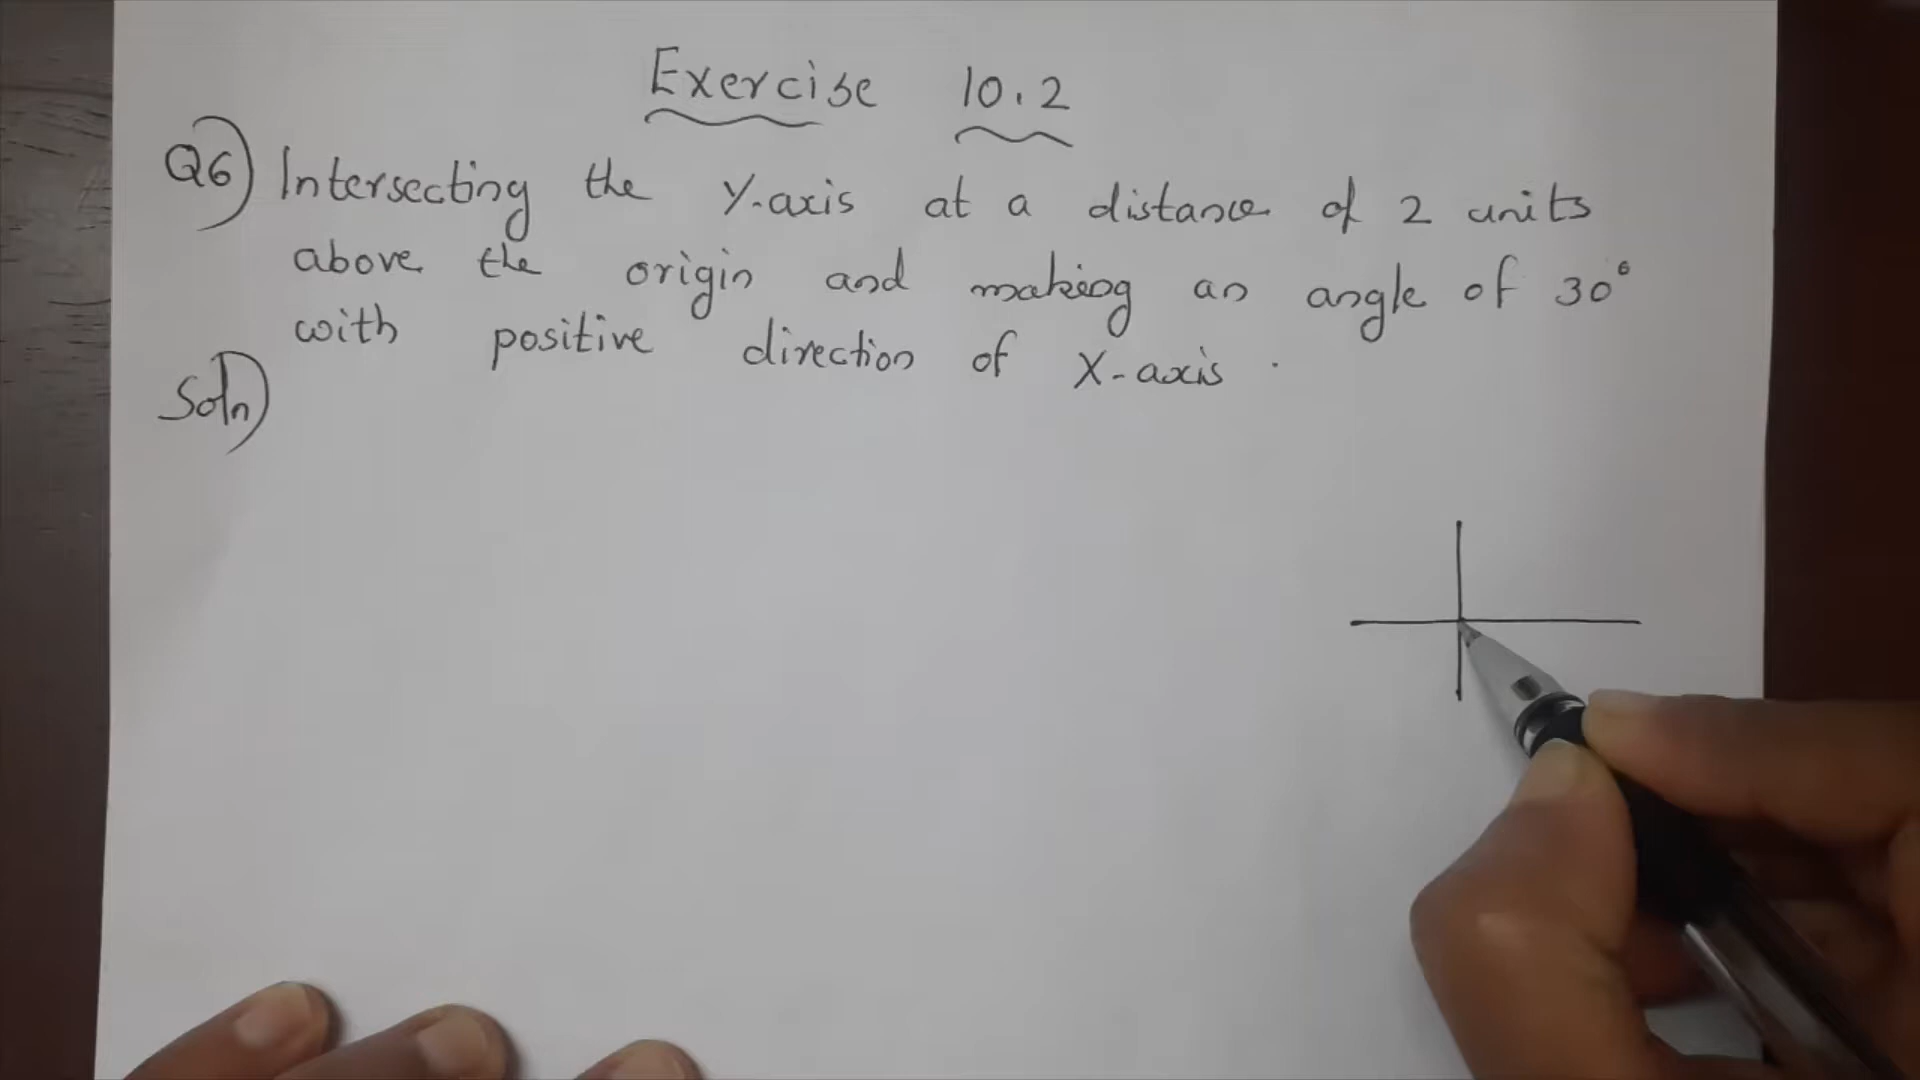 Exercise 10.2
Q6) Intersecting the Y-axis at a distance of 2 units
above the origin and making an angle of 30°
with positive direction of X-axis.
Soln)